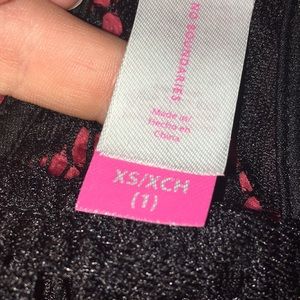 NO BOUNDARIES
Made in/
Hecho en
China
XS/XCH
(1)